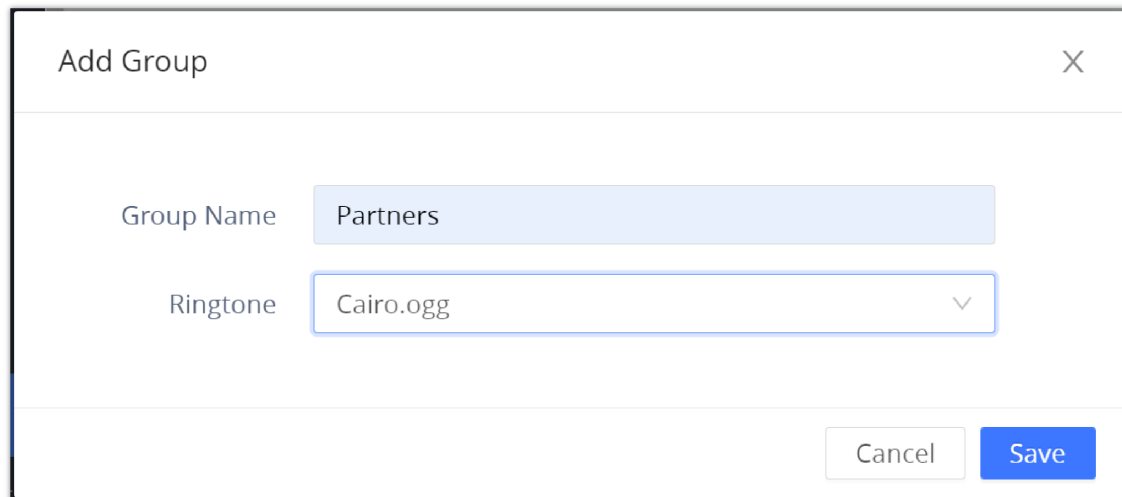 Add Group
Group Name Partners
Ringtone Cairo.ogg
Cancel Save